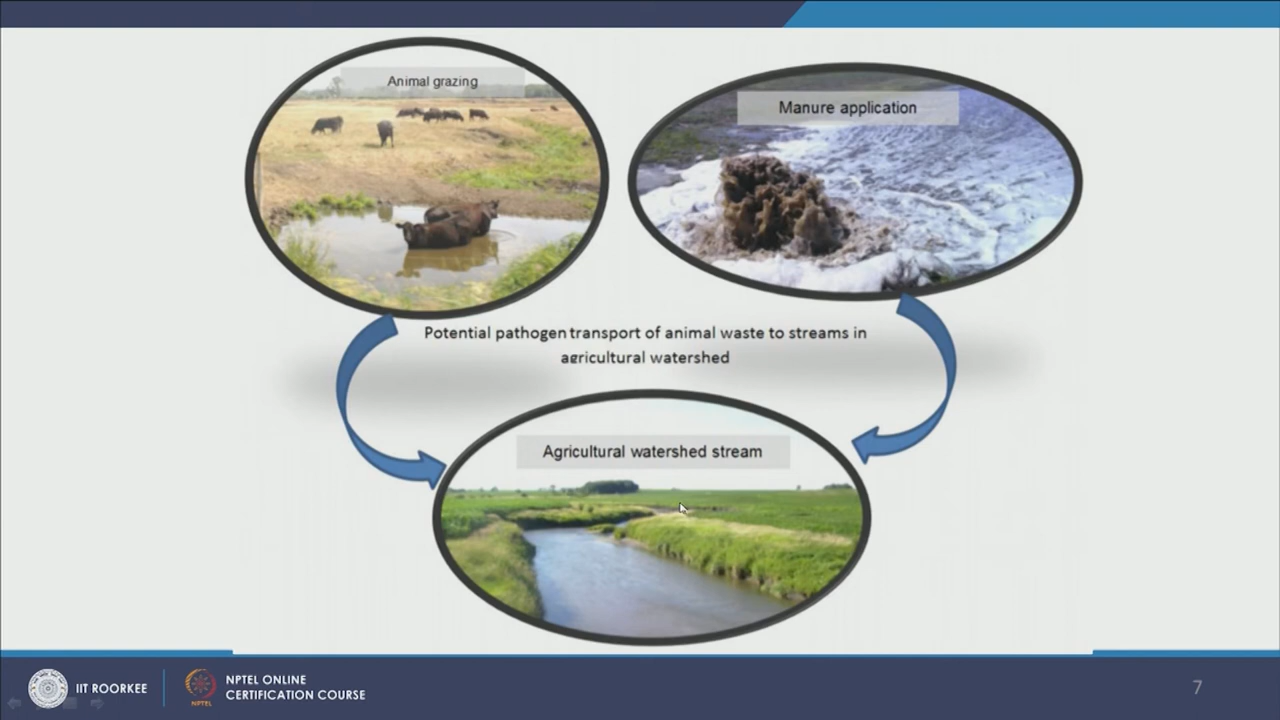 Animal grazing
Manure application
Potential pathogen transport of animal waste to streams in
agricultural watershed
Agricultural watershed stream
IIT ROORKEE
NPTEL
NPTEL ONLINE
CERTIFICATION COURSE
7